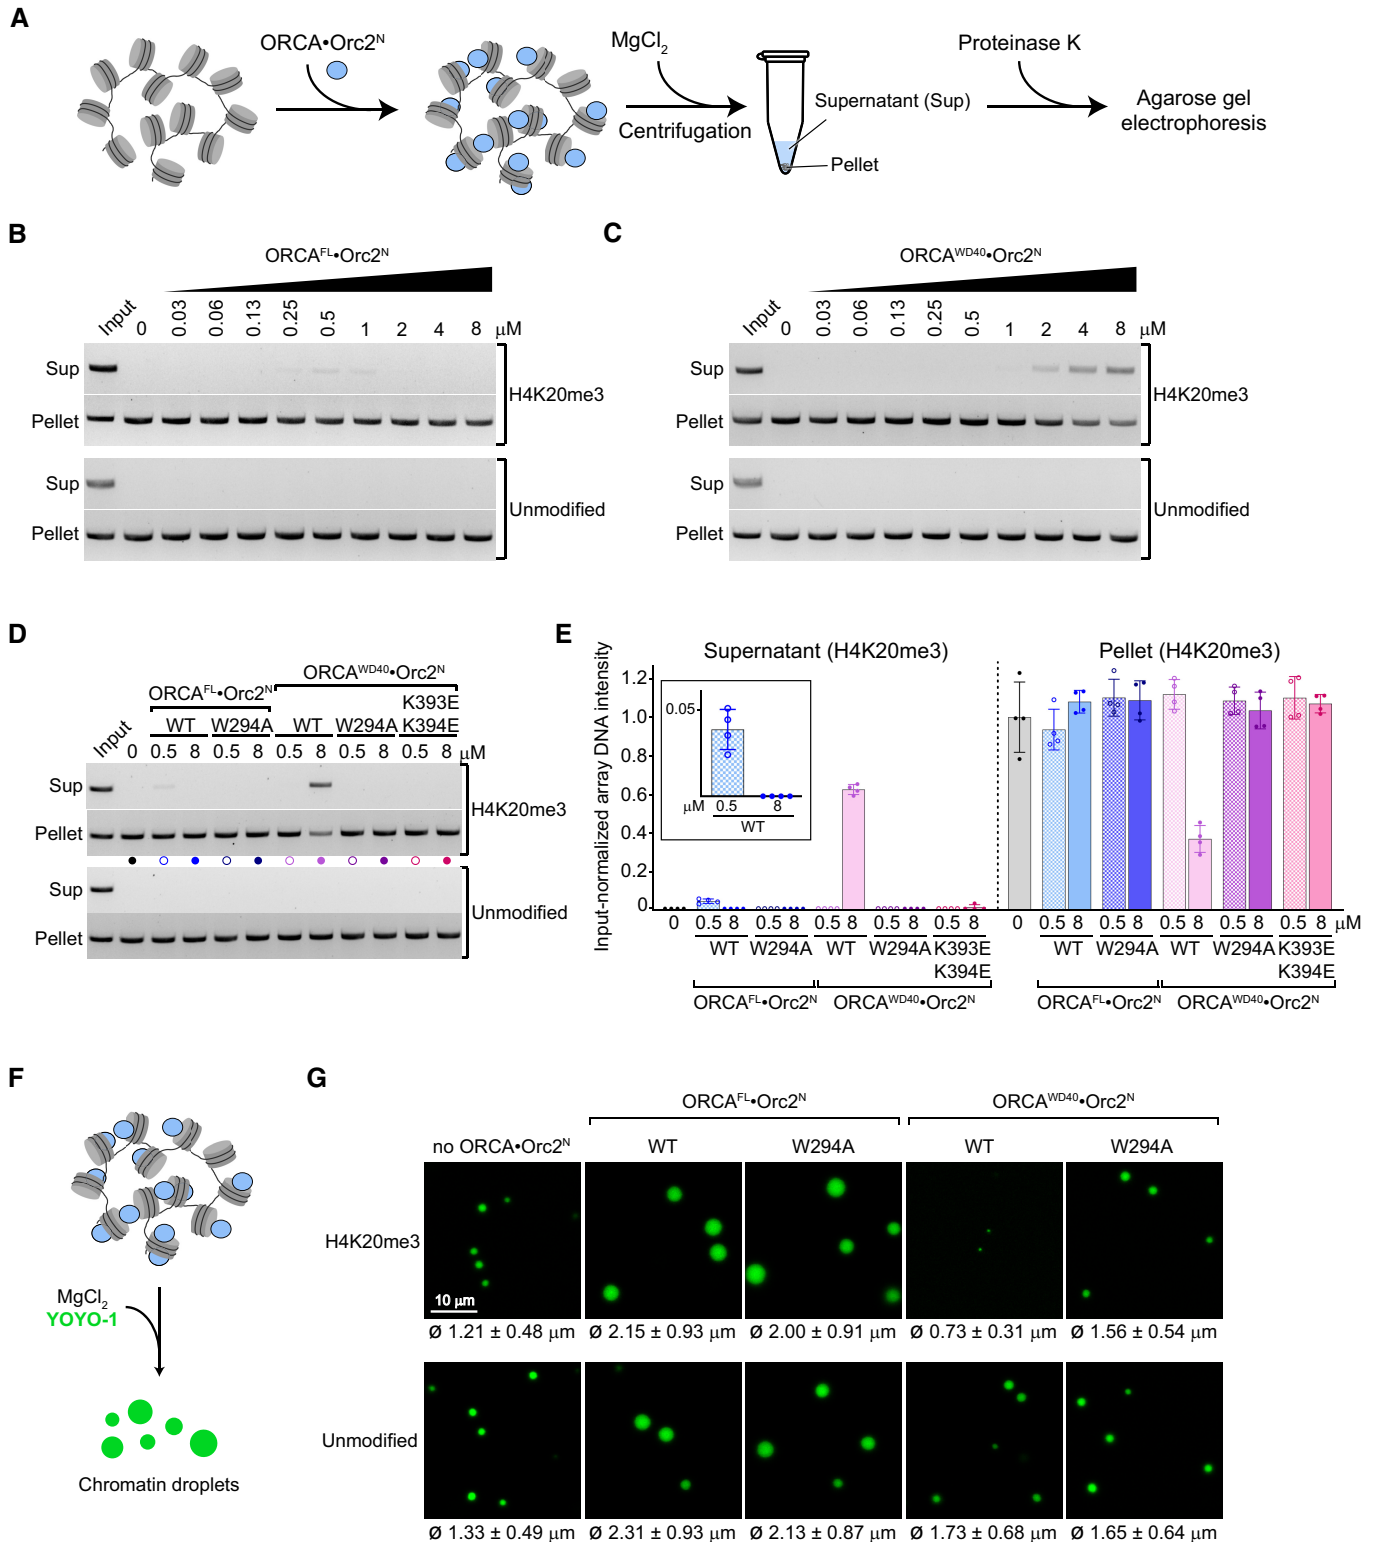 A
ORCA•Orc2ᴺ
MgCl₂
Centrifugation
Supernatant (Sup)
Pellet
Proteinase K
Agarose gel
electrophoresis
B
ORCAᶠᴸ•Orc2ᴺ
Input 0 0.03 0.06 0.13 0.25 0.5 1 2 4 8 μM
Sup
Pellet
H4K20me3
Sup
Pellet
Unmodified
C
ORCAᵂᴰ⁴⁰•Orc2ᴺ
Input 0 0.03 0.06 0.13 0.25 0.5 1 2 4 8
Sup
Pellet
H4K20me3
Sup
Pellet
Unmodified
D
ORCAᵂᴰ⁴⁰•Orc2ᴺ
ORCAᶠᴸ•Orc2ᴺ
K393E
WT W294A WT W294A K394E
Input 0 0.5 8 0.5 8 0.5 8 0.5 8 0.5 8 μM
Sup
Pellet
H4K20me3
Sup
Pellet
Unmodified
E
Supernatant (H4K20me3)
Pellet (H4K20me3)
Input-normalized array DNA intensity
1.2
1.0
0.8
0.6
0.4
0.2
0
0.05
μM 0.5 8
WT
0 0.5 8 0.5 8 0.5 8 0.5 8 0.5 8
WT W294A WT W294A K393E
K394E
ORCAᶠᴸ•Orc2ᴺ ORCAᵂᴰ⁴⁰•Orc2ᴺ
0 0.5 8 0.5 8 0.5 8 0.5 8 0.5 8 μM
WT W294A WT W294A K393E
K394E
ORCAᶠᴸ•Orc2ᴺ ORCAᵂᴰ⁴⁰•Orc2ᴺ
F
MgCl₂
YOYO-1
Chromatin droplets
G
ORCAᶠᴸ•Orc2ᴺ ORCAᵂᴰ⁴⁰•Orc2ᴺ
no ORCA•Orc2ᴺ WT W294A WT W294A
H4K20me3
10 μm
Ø 1.21 ± 0.48 μm Ø 2.15 ± 0.93 μm Ø 2.00 ± 0.91 μm Ø 0.73 ± 0.31 μm Ø 1.56 ± 0.54 μm
Unmodified
Ø 1.33 ± 0.49 μm Ø 2.31 ± 0.93 μm Ø 2.13 ± 0.87 μm Ø 1.73 ± 0.68 μm Ø 1.65 ± 0.64 μm